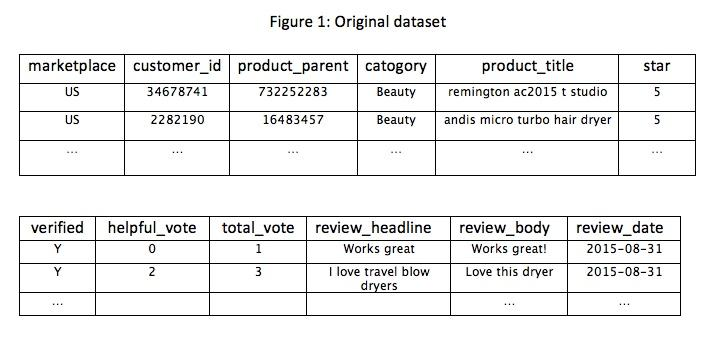 Figure 1: Original dataset
marketplace customer_id product_parent catogory product_title star
US 34678741 732252283 Beauty remington ac2015 t studio 5
US 2282190 16483457 Beauty andis micro turbo hair dryer 5
... ... ... ... ... ...
verified helpful_vote total_vote review_headline review_body review_date
Y 0 1 Works great Works great! 2015-08-31
Y 2 3 I love travel blow Love this dryer 2015-08-31
dryers
... ... ...